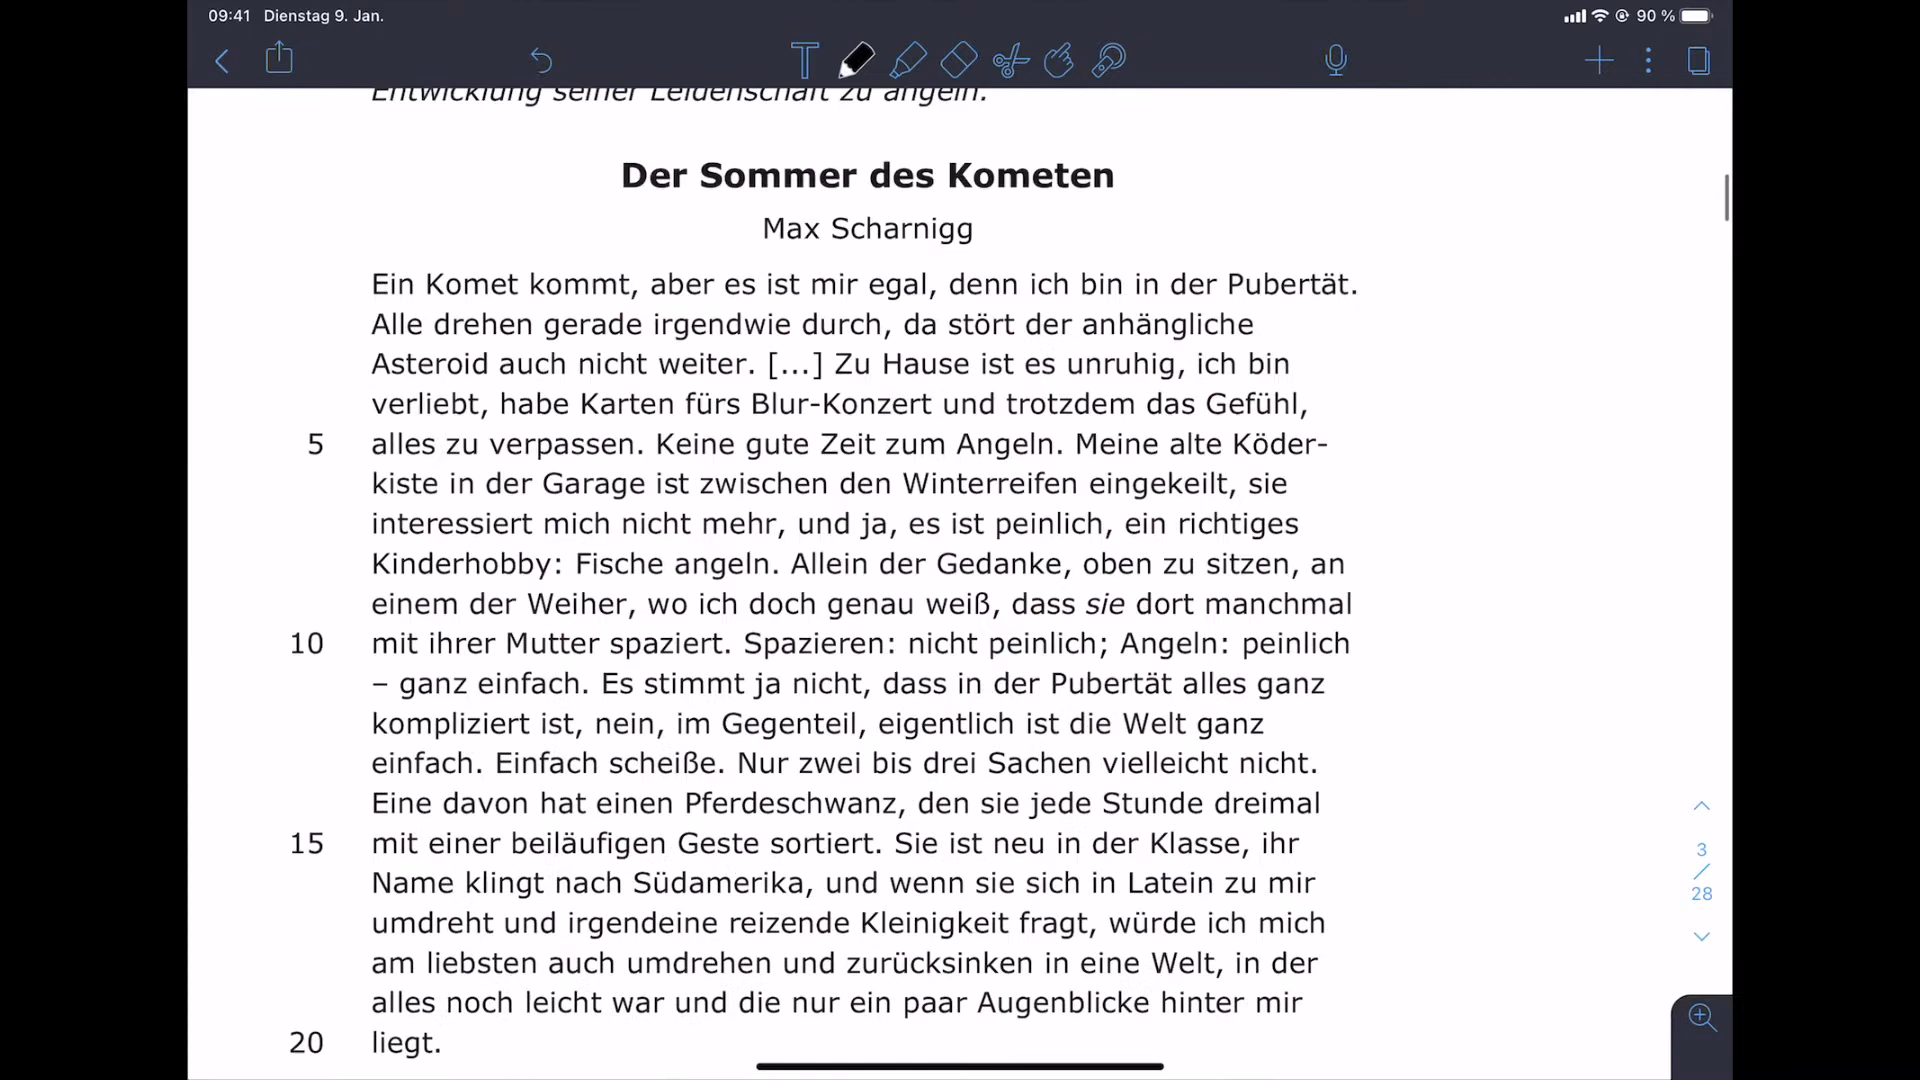 09:41 Dienstag 9. Jan.
90 %
Entwicklung seiner Leidenschaft zu angeln.
Der Sommer des Kometen
Max Scharnigg
Ein Komet kommt, aber es ist mir egal, denn ich bin in der Pubertät.
Alle drehen gerade irgendwie durch, da stört der anhängliche
Asteroid auch nicht weiter. [...] Zu Hause ist es unruhig, ich bin
verliebt, habe Karten fürs Blur-Konzert und trotzdem das Gefühl,
5 alles zu verpassen. Keine gute Zeit zum Angeln. Meine alte Köder-
kiste in der Garage ist zwischen den Winterreifen eingekeilt, sie
interessiert mich nicht mehr, und ja, es ist peinlich, ein richtiges
Kinderhobby: Fische angeln. Allein der Gedanke, oben zu sitzen, an
einem der Weiher, wo ich doch genau weiß, dass sie dort manchmal
10 mit ihrer Mutter spaziert. Spazieren: nicht peinlich; Angeln: peinlich
– ganz einfach. Es stimmt ja nicht, dass in der Pubertät alles ganz
kompliziert ist, nein, im Gegenteil, eigentlich ist die Welt ganz
einfach. Einfach scheiße. Nur zwei bis drei Sachen vielleicht nicht.
Eine davon hat einen Pferdeschwanz, den sie jede Stunde dreimal
15 mit einer beiläufigen Geste sortiert. Sie ist neu in der Klasse, ihr
Name klingt nach Südamerika, und wenn sie sich in Latein zu mir
umdreht und irgendeine reizende Kleinigkeit fragt, würde ich mich
am liebsten auch umdrehen und zurücksinken in eine Welt, in der
alles noch leicht war und die nur ein paar Augenblicke hinter mir
20 liegt.
3
/
28